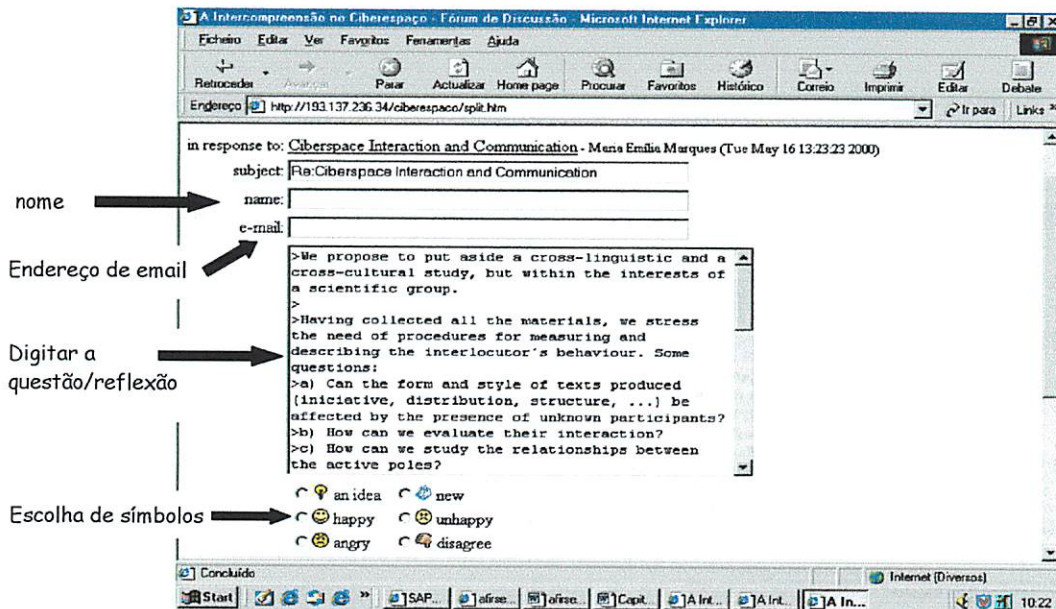 A Intercompreensão no Ciberespaço - Fórum de Discussão - Microsoft Internet Explorer
Ficheiro Editar Ver Favoritos Ferramentas Ajuda
Retroceder Avançar Parar Actualizar Home page Procurar Favoritos Histórico Correio Imprimir Editar Debate
Endereço http://193.137.236.34/ciberespaco/split.htm Ir para Links »
in response to: Ciberspace Interaction and Communication - Maria Emília Marques (Tue May 16 13:23:23 2000)
subject: Re:Ciberspace Interaction and Communication
nome
name:
e-mail:
Endereço de email
>We propose to put aside a cross-linguistic and a
cross-cultural study, but within the interests of
a scientific group.
>
>Having collected all the materials, we stress
the need of procedures for measuring and
describing the interlocutor's behaviour. Some
questions:
>a) Can the form and style of texts produced
(iniciative, distribution, structure, ...) be
affected by the presence of unknown participants?
>b) How can we evaluate their interaction?
>c) How can we study the relationships between
the active poles?
Digitar a
questão/reflexão
an idea new
Escolha de símbolos
happy unhappy
angry disagree
Concluído Internet (Diversos)
Start » SAP... afirse... afirse... Capit... A Int... A Int... A In... 10:22